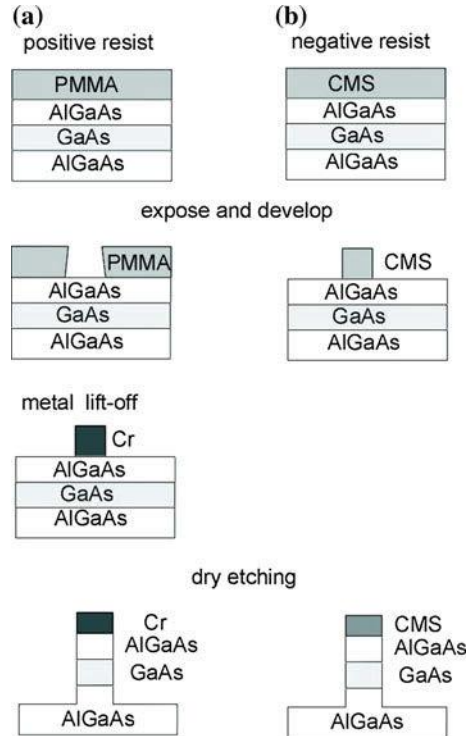 (a)
positive resist
PMMA
AlGaAs
GaAs
AlGaAs
(b)
negative resist
CMS
AlGaAs
GaAs
AlGaAs
expose and develop
PMMA
AlGaAs
GaAs
AlGaAs
CMS
AlGaAs
GaAs
AlGaAs
metal lift-off
Cr
AlGaAs
GaAs
AlGaAs
dry etching
Cr
AlGaAs
GaAs
AlGaAs
CMS
AlGaAs
GaAs
AlGaAs